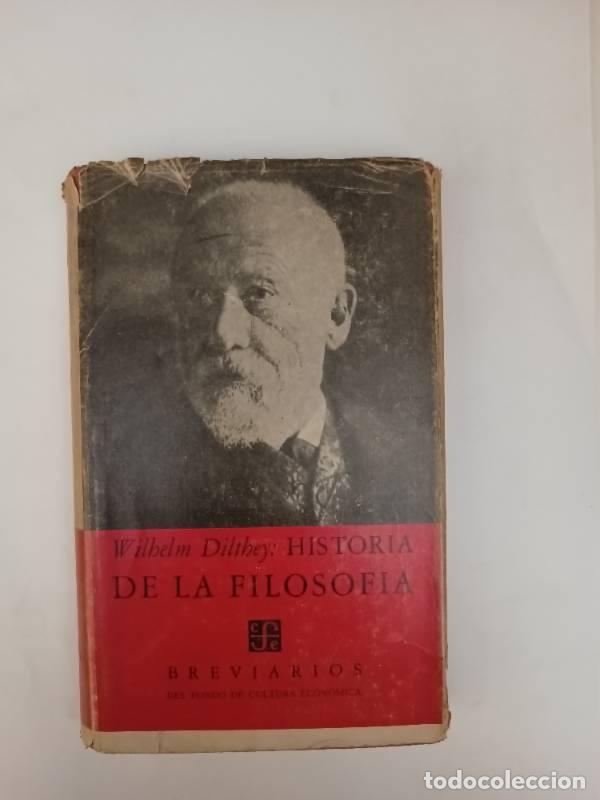 Wilhelm Dilthey: HISTORIA
DE LA FILOSOFIA
c f e
BREVIARIOS
DEL FONDO DE CULTURA ECONOMICA
todocoleccion